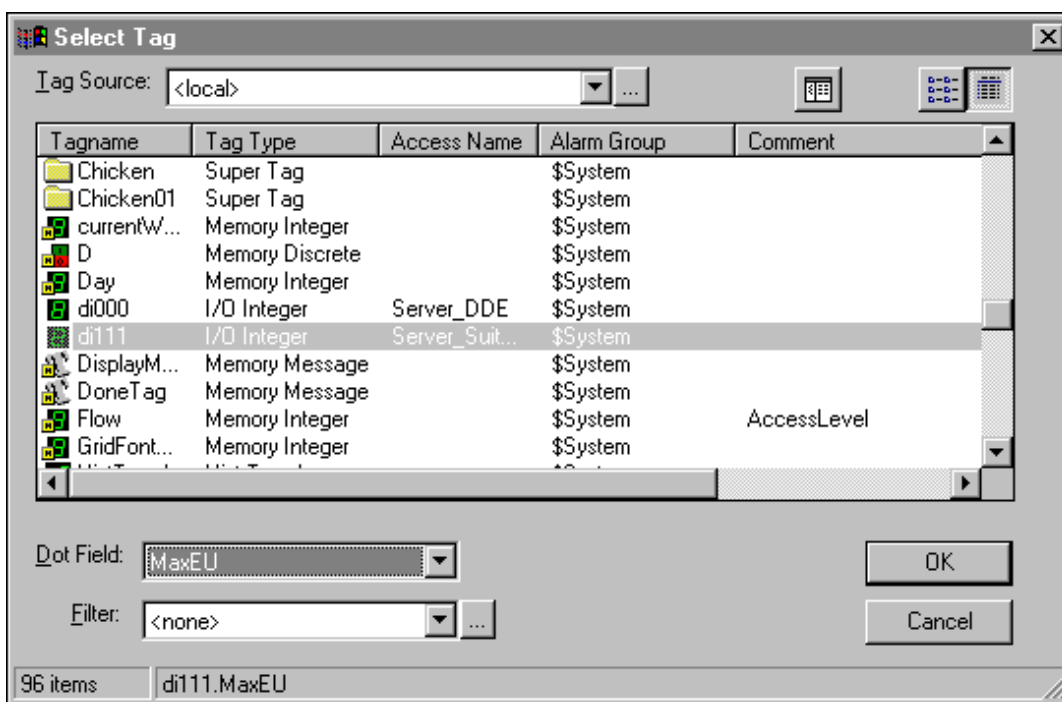 Select Tag
Tag Source: <local> ...
Tagname Tag Type Access Name Alarm Group Comment
Chicken Super Tag $System
Chicken01 Super Tag $System
currentW... Memory Integer $System
D Memory Discrete $System
Day Memory Integer $System
di000 I/O Integer Server_DDE $System
di111 I/O Integer Server_Suit... $System
DisplayM... Memory Message $System
DoneTag Memory Message $System
Flow Memory Integer $System AccessLevel
GridFont... Memory Integer $System
Dot Field: MaxEU OK
Filter: <none> ... Cancel
96 items di111.MaxEU